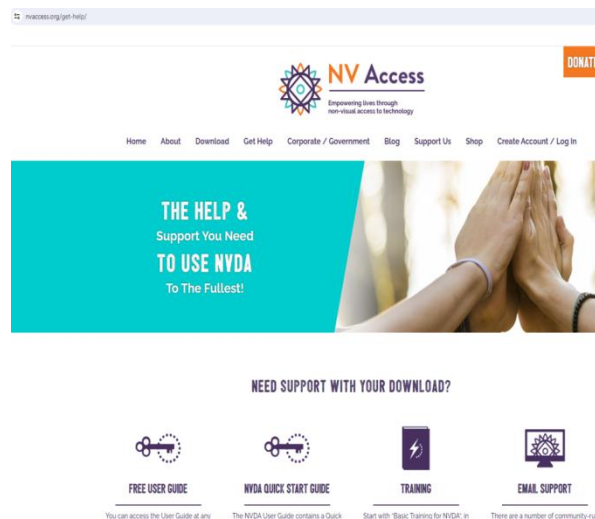 nvaccess.org/get-help/
DONATE
NV Access
Empowering lives through
non-visual access to technology
Home About Download Get Help Corporate / Government Blog Support Us Shop Create Account / Log In
THE HELP &
Support You Need
TO USE NVDA
To The Fullest!
NEED SUPPORT WITH YOUR DOWNLOAD?
FREE USER GUIDE NVDA QUICK START GUIDE TRAINING EMAIL SUPPORT
You can access the User Guide at any The NVDA User Guide contains a Quick Start with 'Basic Training for NVDA', in There are a number of community-ru